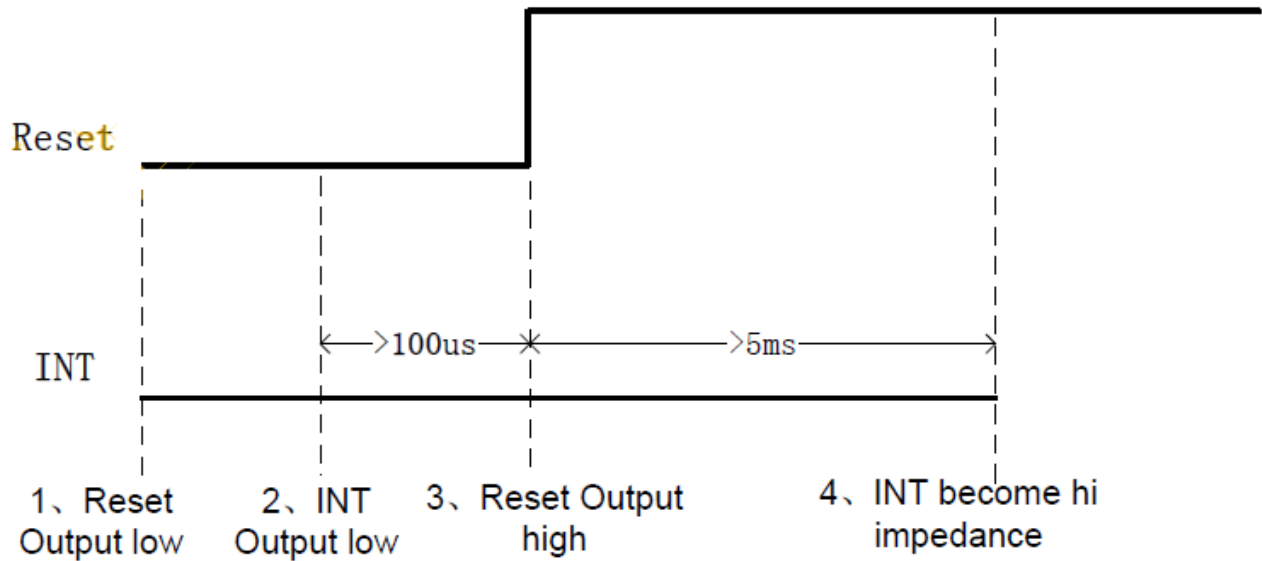 Reset
>100us
>5ms
INT
1、Reset
Output low
2、INT
Output low
3、Reset Output
high
4、INT become hi
impedance